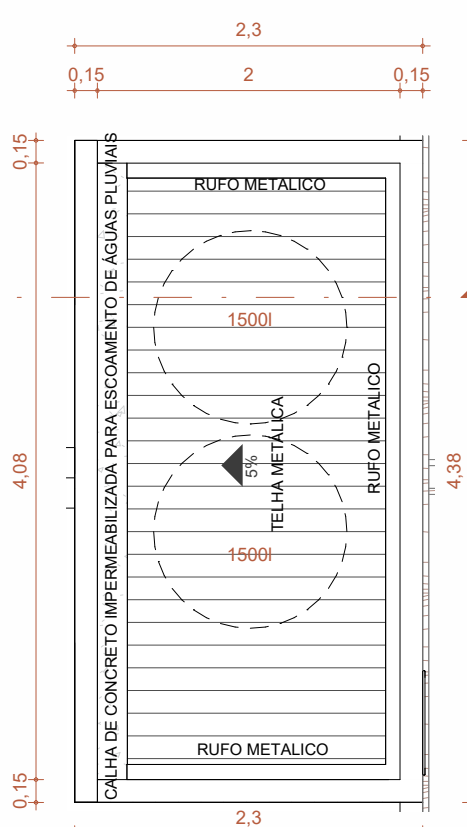 2,3
0,15 2 0,15
0,15
RUFO METALICO
CALHA DE CONCRETO IMPERMEABILIZADA PARA ESCOAMENTO DE ÁGUAS PLUVIAIS
1500l
RUFO METALICO
TELHA METÁLICA
5%
4,08
4,38
1500l
RUFO METALICO
0,15
2,3